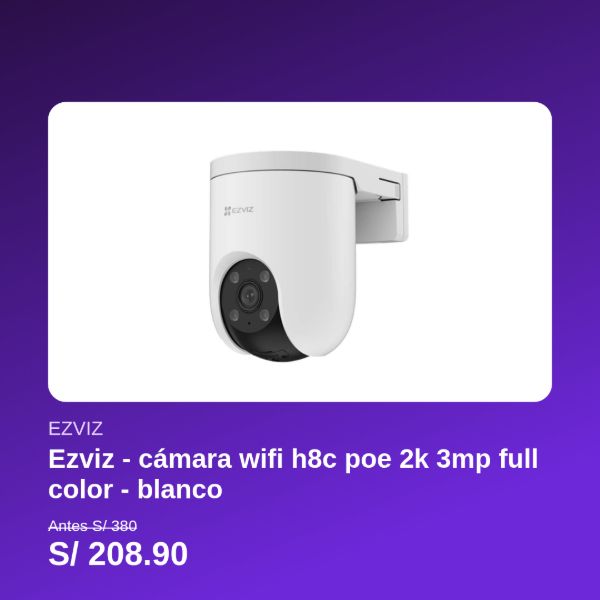 EZVIZ
EZVIZ
Ezviz - cámara wifi h8c poe 2k 3mp full
color - blanco
Antes S/ 380
S/ 208.90